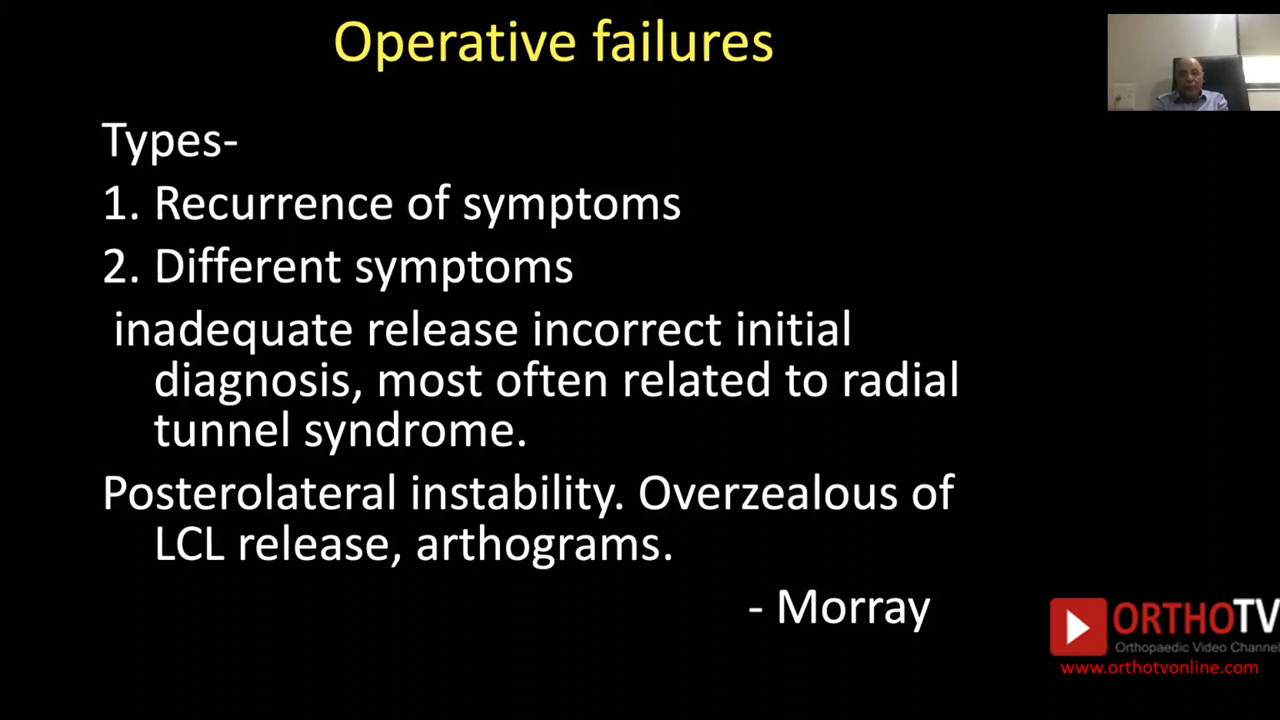 Operative failures
Types-
1. Recurrence of symptoms
2. Different symptoms
inadequate release incorrect initial
diagnosis, most often related to radial
tunnel syndrome.
Posterolateral instability. Overzealous of
LCL release, arthograms.
- Morray
ORTHOTV
Orthopaedic Video Channel
www.orthotvonline.com